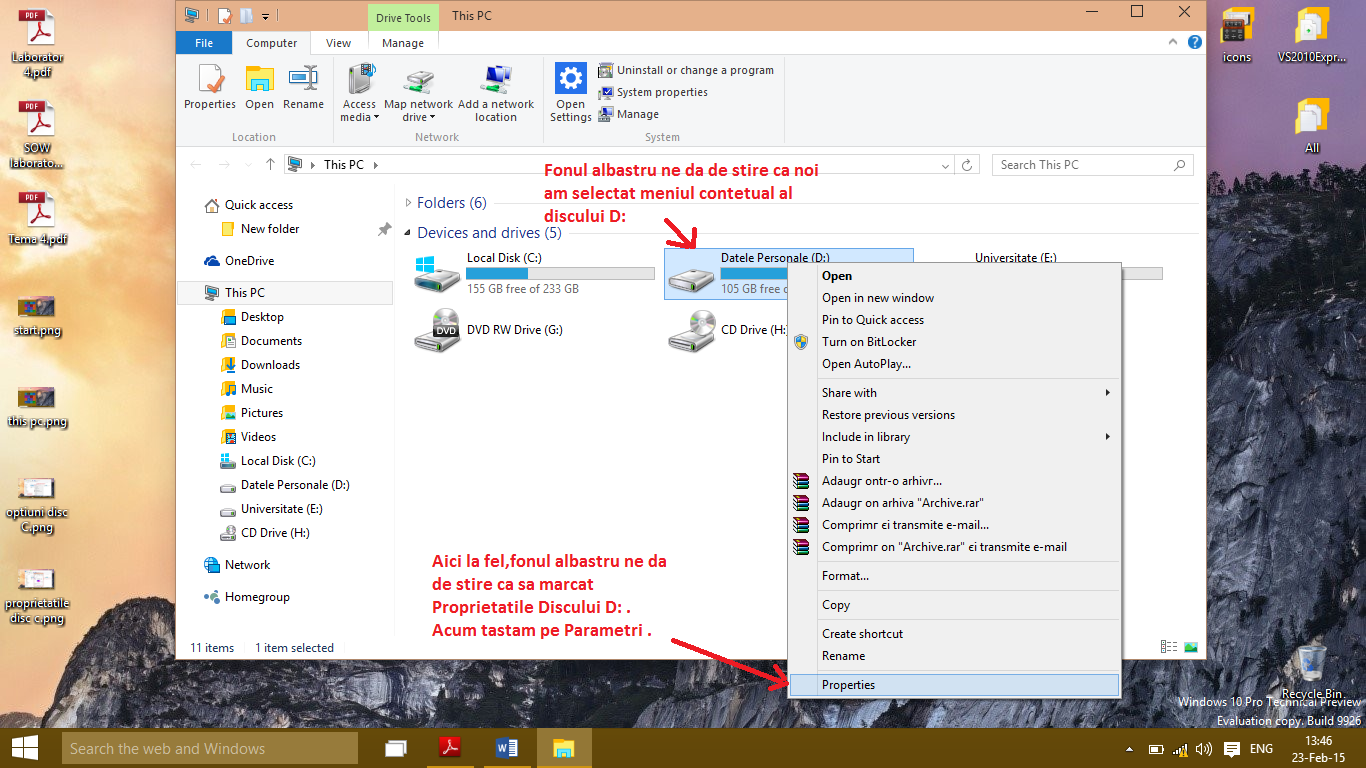 Drive Tools
This PC
File
Computer
View
Manage
Properties
Open
Rename
Access media
Map network drive
Add a network location
Open Settings
Uninstall or change a program
System properties
Manage
Location
Network
System
This PC
Search This PC
Fonul albastru ne da de stire ca noi
am selectat meniul contetual al
discului D:
Quick access
New folder
OneDrive
This PC
Desktop
Documents
Downloads
Music
Pictures
Videos
Local Disk (C:)
Datele Personale (D:)
Universitate (E:)
CD Drive (H:)
Network
Homegroup
Folders (6)
Devices and drives (5)
Local Disk (C:)
155 GB free of 233 GB
Datele Personale (D:)
105 GB free
Universitate (E:)
DVD
DVD RW Drive (G:)
CD Drive (H:
Open
Open in new window
Pin to Quick access
Turn on BitLocker
Open AutoPlay...
Share with
Restore previous versions
Include in library
Pin to Start
Adaugr ontr-o arhivr...
Adaugr on arhiva "Archive.rar"
Comprimr ei transmite e-mail...
Comprimr on "Archive.rar" ei transmite e-mail
Format...
Copy
Create shortcut
Rename
Properties
Aici la fel,fonul albastru ne da
de stire ca sa marcat
Proprietatile Discului D: .
Acum tastam pe Parametri .
11 items
1 item selected
PDF
Laborator
4.pdf
PDF
SOW
laborato...
PDF
Tema 4.pdf
start.png
this pc.png
optiuni disc
C.png
proprietatile
disc c.png
icons
VS2010Expr...
All
Recycle Bin
Windows 10 Pro Technical Preview
Evaluation copy. Build 9926
Search the web and Windows
ENG
13:46
23-Feb-15